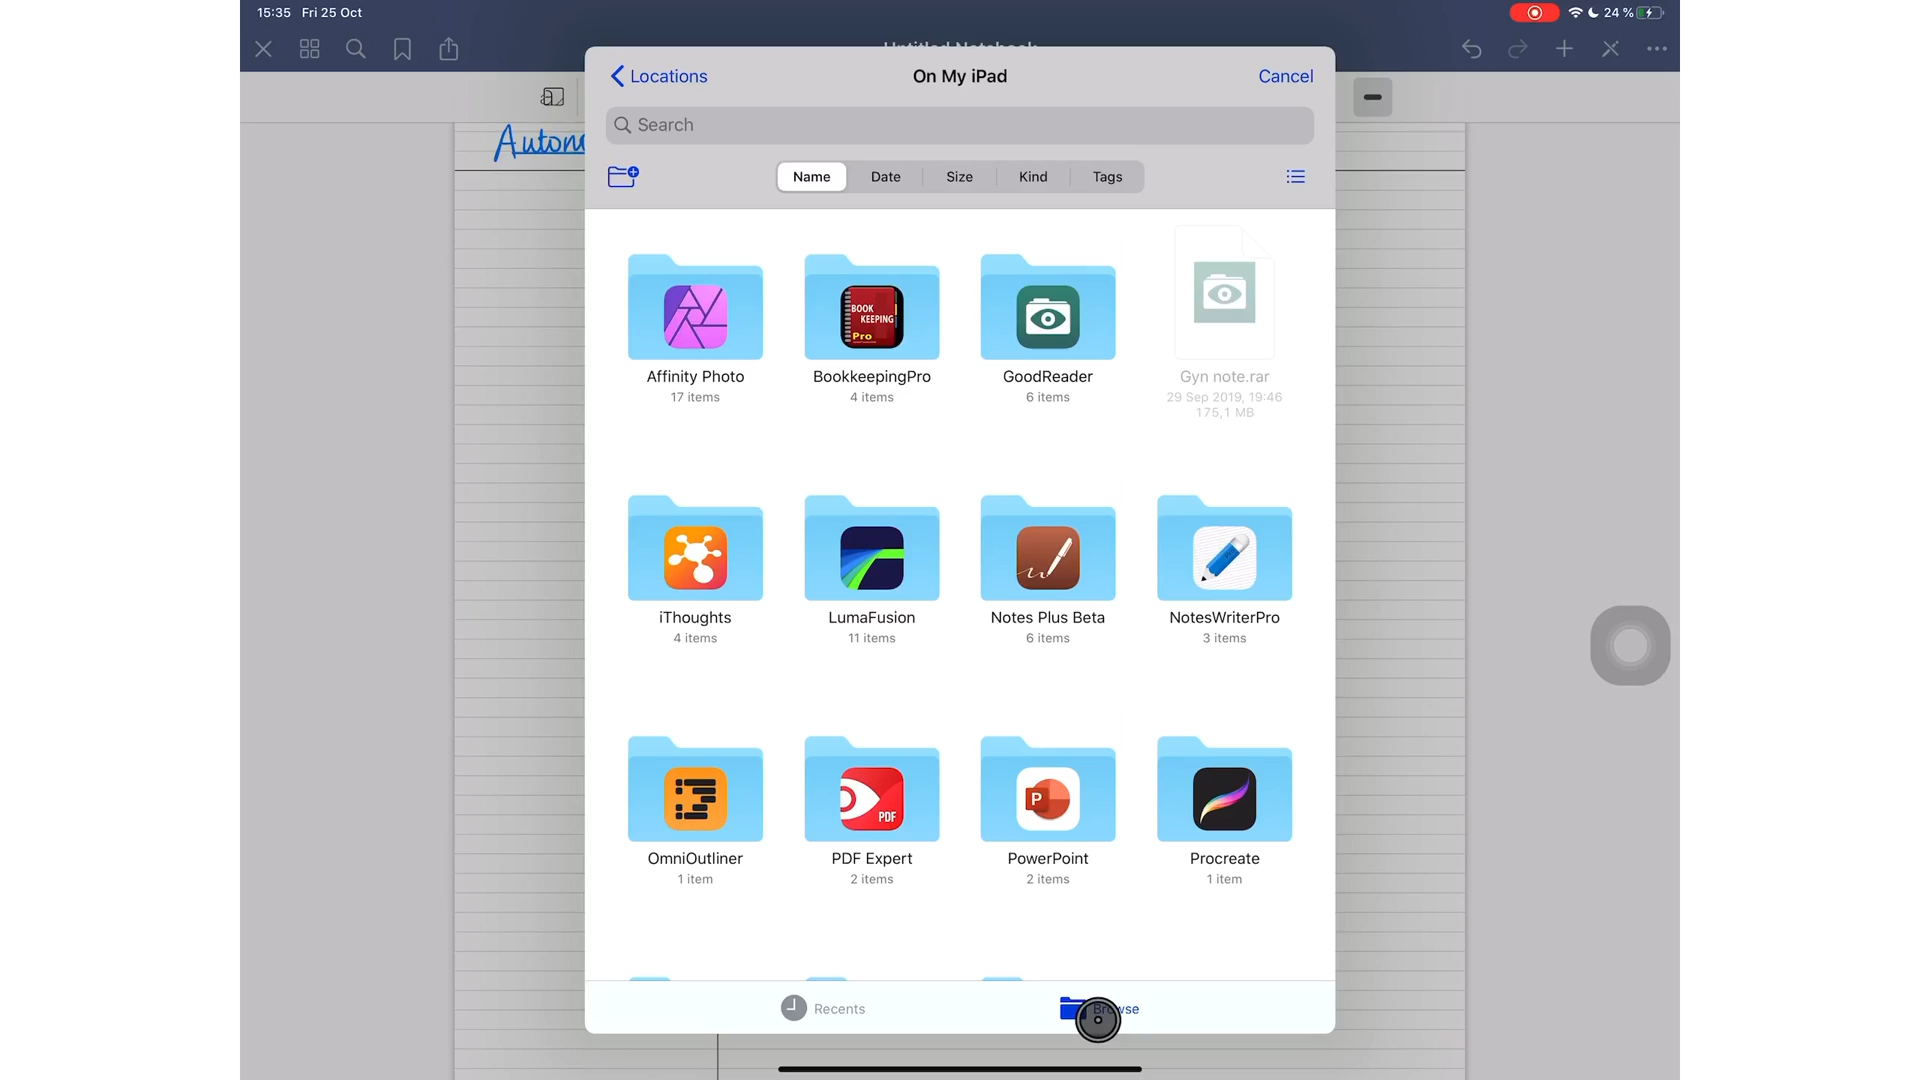 15:35 Fri 25 Oct
24 %
Untitled Notebook
Locations
On My iPad
Cancel
Search
Name Date Size Kind Tags
BOOK KEEPING Pro
Affinity Photo
17 items
BookkeepingPro
4 items
GoodReader
6 items
Gyn note.rar
29 Sep 2019, 19:46
175,1 MB
iThoughts
4 items
LumaFusion
11 items
Notes Plus Beta
6 items
NotesWriterPro
3 items
PDF
P
OmniOutliner
1 item
PDF Expert
2 items
PowerPoint
2 items
Procreate
1 item
Recents
Browse